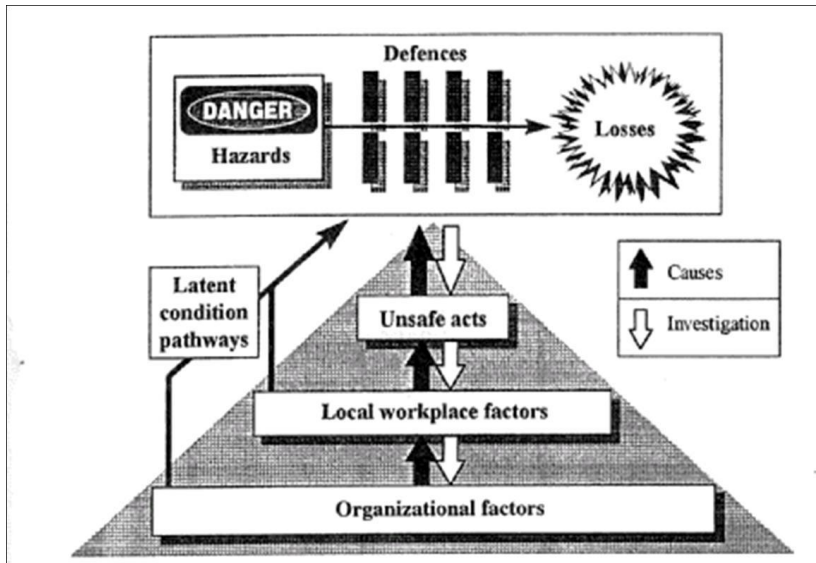 Defences
DANGER
Hazards
Losses
Latent
condition
pathways
Causes
Investigation
Unsafe acts
Local workplace factors
Organizational factors